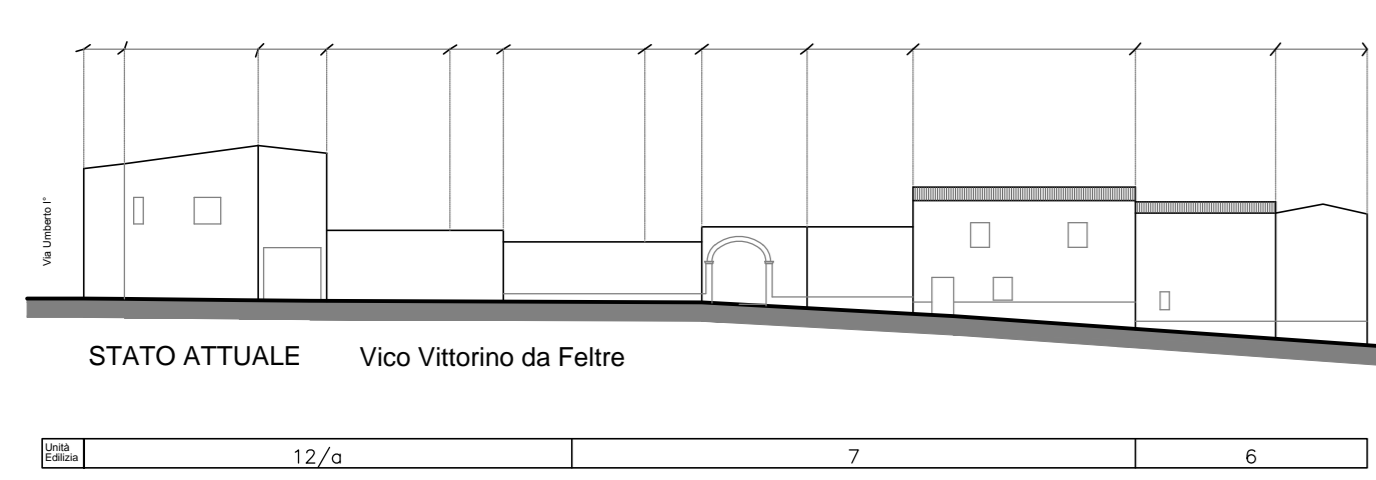 Via Umberto I°
STATO ATTUALE Vico Vittorino da Feltre
Unità
Edilizia
12/a
7
6